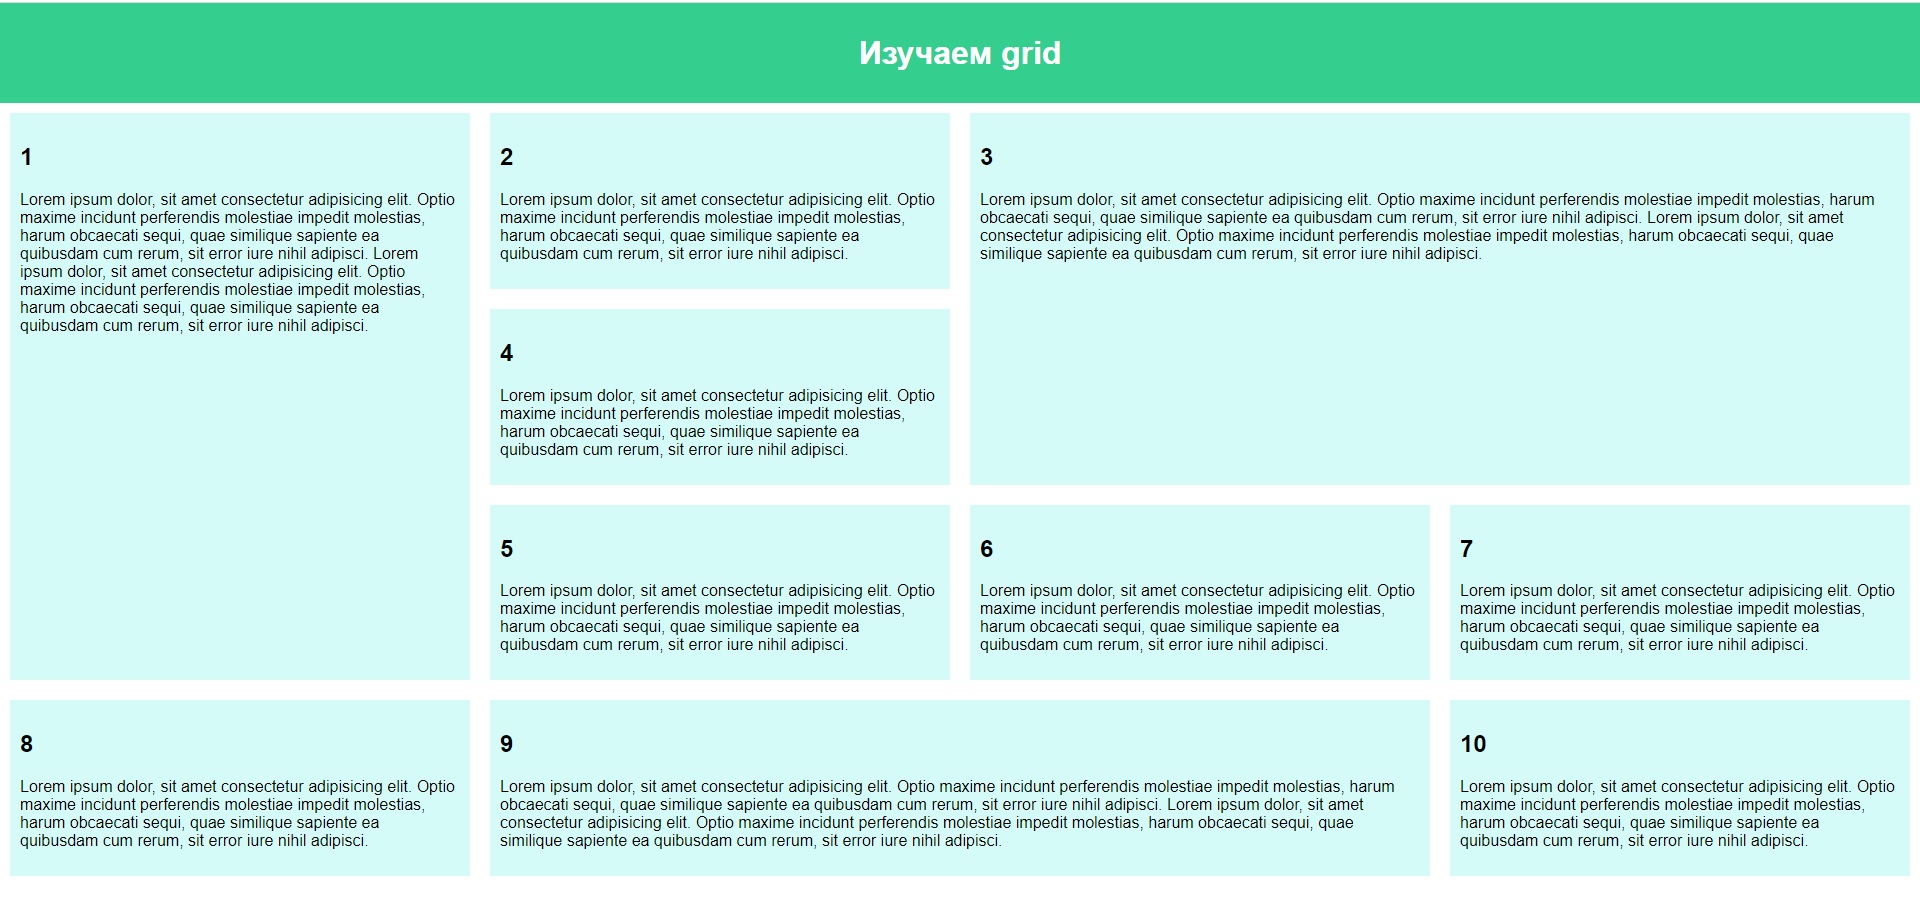 Изучаем grid
1
Lorem ipsum dolor, sit amet consectetur adipisicing elit. Optio
maxime incidunt perferendis molestiae impedit molestias,
harum obcaecati sequi, quae similique sapiente ea
quibusdam cum rerum, sit error iure nihil adipisci. Lorem
ipsum dolor, sit amet consectetur adipisicing elit. Optio
maxime incidunt perferendis molestiae impedit molestias,
harum obcaecati sequi, quae similique sapiente ea
quibusdam cum rerum, sit error iure nihil adipisci.
2
Lorem ipsum dolor, sit amet consectetur adipisicing elit. Optio
maxime incidunt perferendis molestiae impedit molestias,
harum obcaecati sequi, quae similique sapiente ea
quibusdam cum rerum, sit error iure nihil adipisci.
3
Lorem ipsum dolor, sit amet consectetur adipisicing elit. Optio maxime incidunt perferendis molestiae impedit molestias, harum
obcaecati sequi, quae similique sapiente ea quibusdam cum rerum, sit error iure nihil adipisci. Lorem ipsum dolor, sit amet
consectetur adipisicing elit. Optio maxime incidunt perferendis molestiae impedit molestias, harum obcaecati sequi, quae
similique sapiente ea quibusdam cum rerum, sit error iure nihil adipisci.
4
Lorem ipsum dolor, sit amet consectetur adipisicing elit. Optio
maxime incidunt perferendis molestiae impedit molestias,
harum obcaecati sequi, quae similique sapiente ea
quibusdam cum rerum, sit error iure nihil adipisci.
5
Lorem ipsum dolor, sit amet consectetur adipisicing elit. Optio
maxime incidunt perferendis molestiae impedit molestias,
harum obcaecati sequi, quae similique sapiente ea
quibusdam cum rerum, sit error iure nihil adipisci.
6
Lorem ipsum dolor, sit amet consectetur adipisicing elit. Optio
maxime incidunt perferendis molestiae impedit molestias,
harum obcaecati sequi, quae similique sapiente ea
quibusdam cum rerum, sit error iure nihil adipisci.
7
Lorem ipsum dolor, sit amet consectetur adipisicing elit. Optio
maxime incidunt perferendis molestiae impedit molestias,
harum obcaecati sequi, quae similique sapiente ea
quibusdam cum rerum, sit error iure nihil adipisci.
8
Lorem ipsum dolor, sit amet consectetur adipisicing elit. Optio
maxime incidunt perferendis molestiae impedit molestias,
harum obcaecati sequi, quae similique sapiente ea
quibusdam cum rerum, sit error iure nihil adipisci.
9
Lorem ipsum dolor, sit amet consectetur adipisicing elit. Optio maxime incidunt perferendis molestiae impedit molestias, harum
obcaecati sequi, quae similique sapiente ea quibusdam cum rerum, sit error iure nihil adipisci. Lorem ipsum dolor, sit amet
consectetur adipisicing elit. Optio maxime incidunt perferendis molestiae impedit molestias, harum obcaecati sequi, quae
similique sapiente ea quibusdam cum rerum, sit error iure nihil adipisci.
10
Lorem ipsum dolor, sit amet consectetur adipisicing elit. Optio
maxime incidunt perferendis molestiae impedit molestias,
harum obcaecati sequi, quae similique sapiente ea
quibusdam cum rerum, sit error iure nihil adipisci.